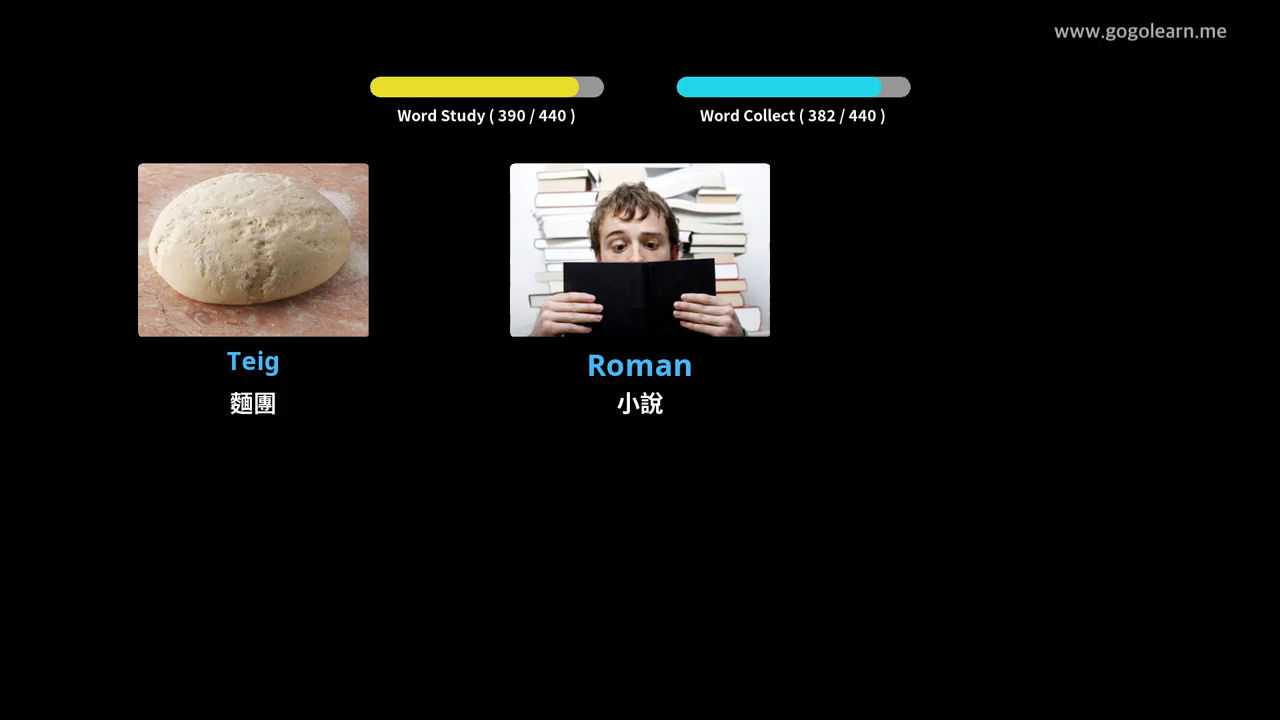 www.gogolearn.me
Word Study ( 390 / 440 )
Word Collect ( 382 / 440 )
Teig
麵團
Roman
小說